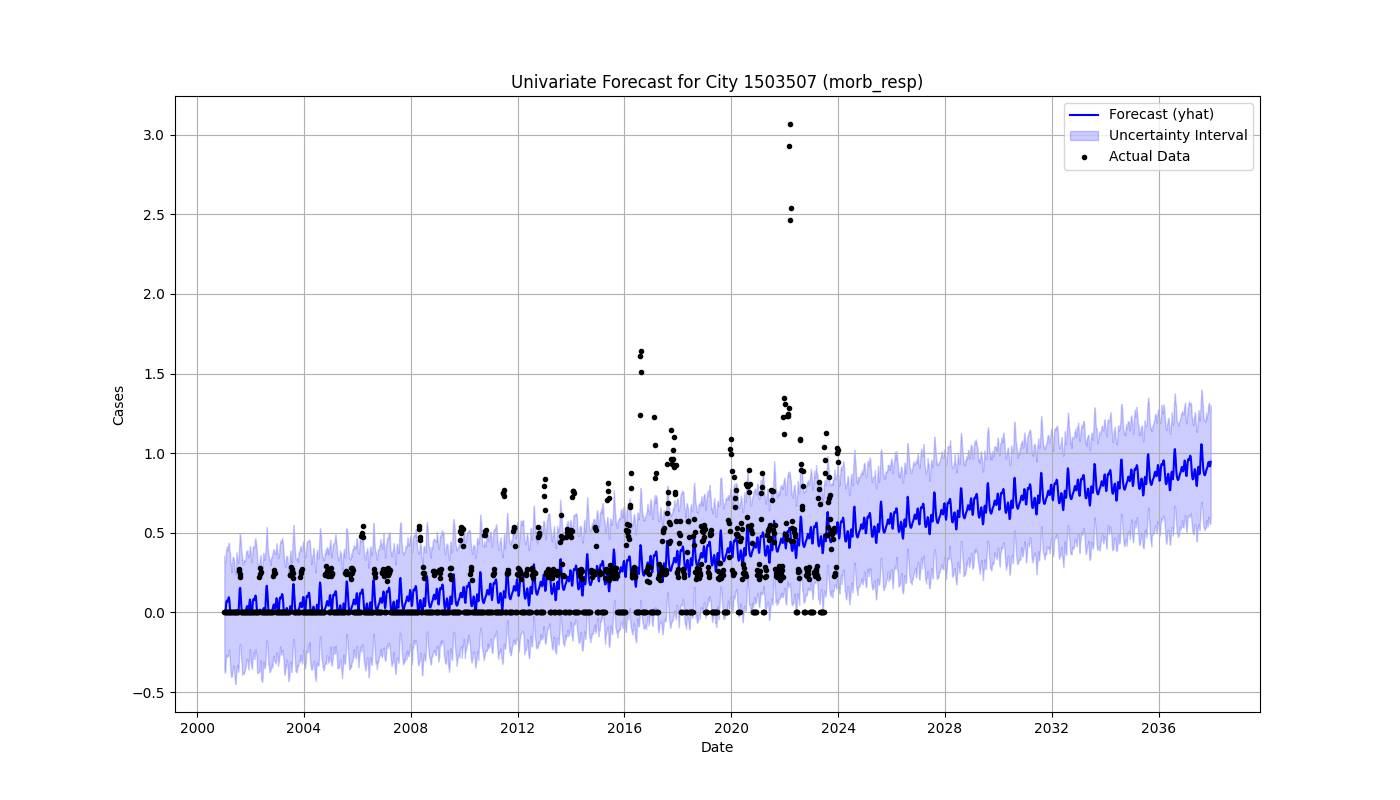 Univariate Forecast for City 1503507 (morb_resp)
Forecast (yhat)
Uncertainty Interval
Actual Data
Cases
3.0
2.5
2.0
1.5
1.0
0.5
0.0
−0.5
2000 2004 2008 2012 2016 2020 2024 2028 2032 2036
Date